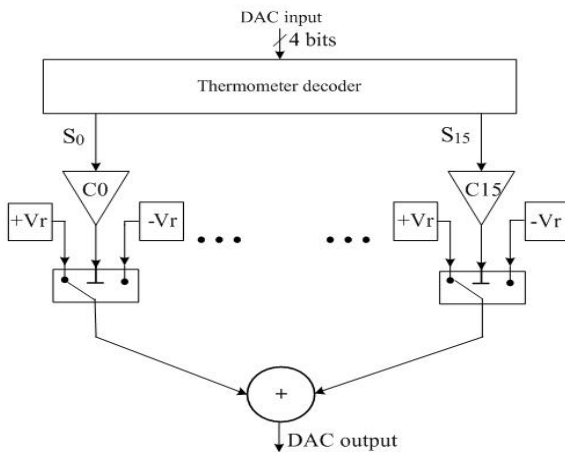 DAC input
4 bits
Thermometer decoder
S0
S15
C0
C15
+Vr
-Vr
+Vr
-Vr
+
DAC output